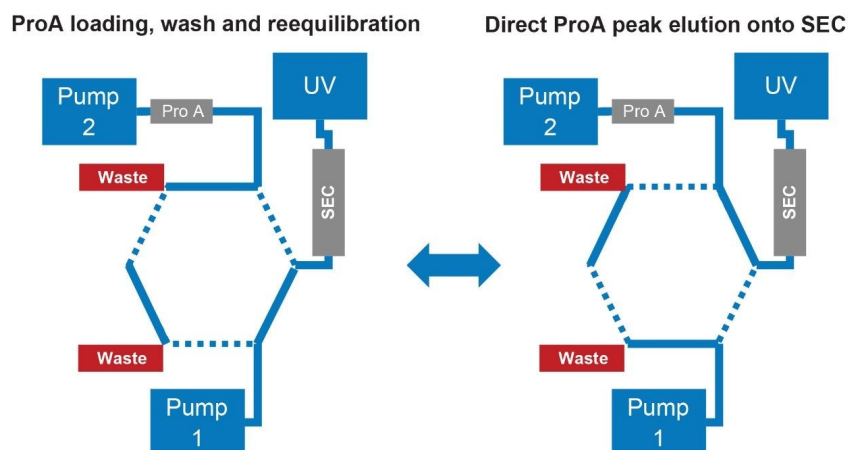 ProA loading, wash and reequilibration
Pump
2
Pro A
UV
Waste
SEC
Waste
Pump
1
Direct ProA peak elution onto SEC
Pump
2
Pro A
UV
Waste
SEC
Waste
Pump
1